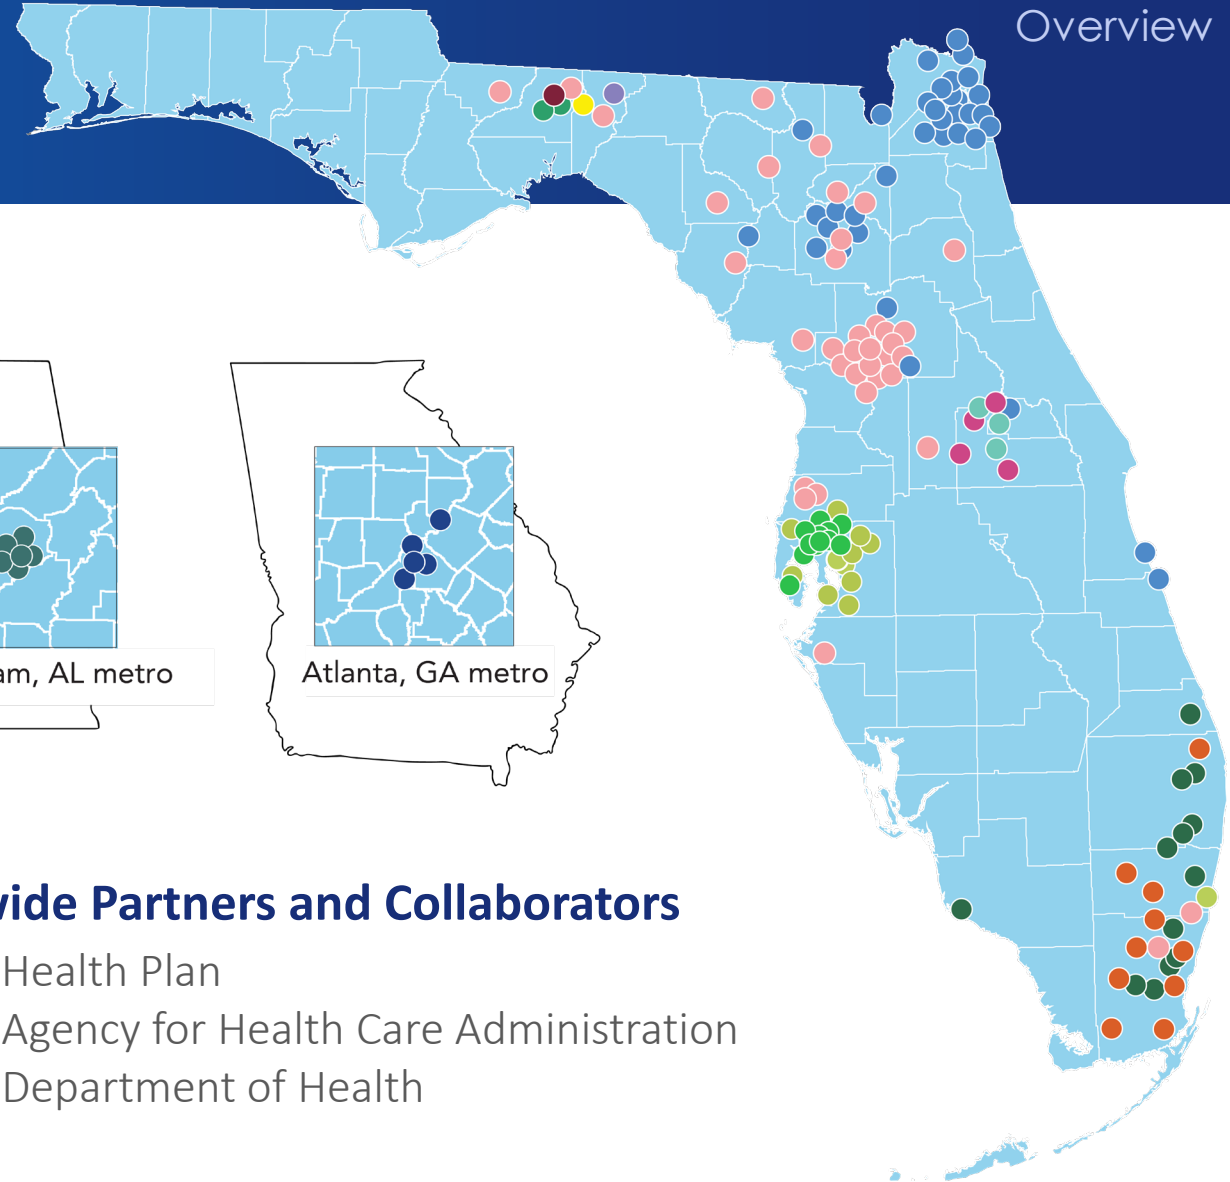 Overview
am, AL metro
Atlanta, GA metro
wide Partners and Collaborators
Health Plan
Agency for Health Care Administration
Department of Health